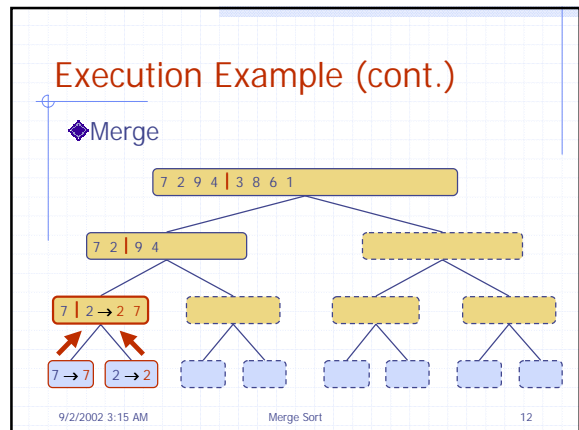 Execution Example (cont.)
Merge
7 2 9 4 | 3 8 6 1
7 2 | 9 4
7 | 2 → 2 7
7 → 7
2 → 2
9/2/2002 3:15 AM
Merge Sort
12